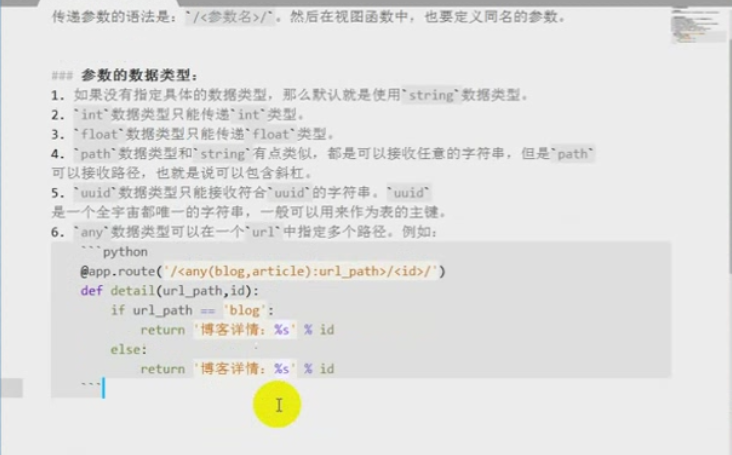 传递参数的语法是：`/<参数名>/`。然后在视图函数中，也要定义同名的参数。
### 参数的数据类型：
1. 如果没有指定具体的数据类型，那么默认就是使用`string`数据类型。
2. `int`数据类型只能传递`int`类型。
3. `float`数据类型只能传递`float`类型。
4. `path`数据类型和`string`有点类似，都是可以接收任意的字符串，但是`path`
可以接收路径，也就是说可以包含斜杠。
5. `uuid`数据类型只能接收符合`uuid`的字符串。`uuid`
是一个全宇宙都唯一的字符串，一般可以用来作为表的主键。
6. `any`数据类型可以在一个`url`中指定多个路径。例如：
```python
@app.route('/<any(blog,article):url_path>/<id>/')
def detail(url_path,id):
if url_path == 'blog':
return '博客详情：%s' % id
else:
return '博客详情：%s' % id
```